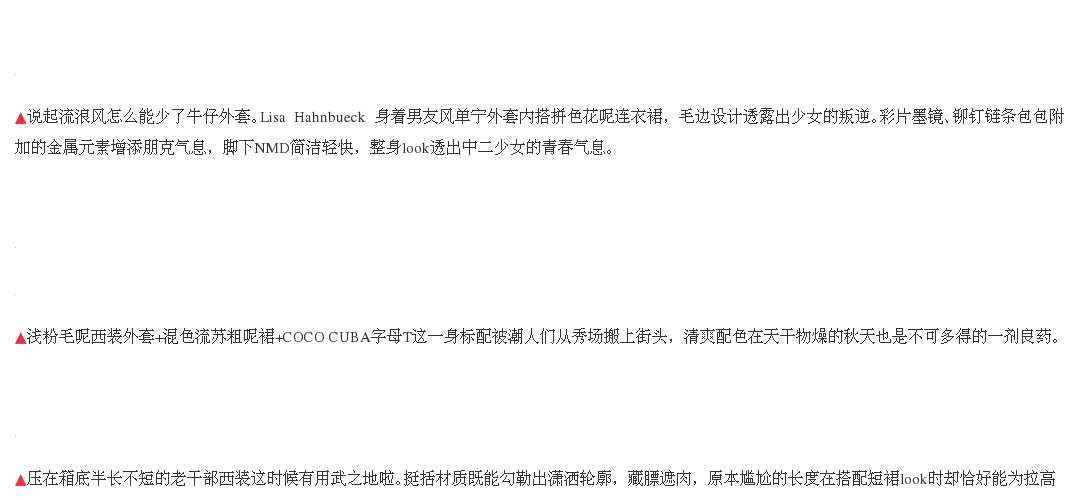 ▲说起流浪风怎么能少了牛仔外套。Lisa Hahnbueck 身着男友风单宁外套内搭拼色花呢连衣裙，毛边设计透露出少女的叛逆。彩片墨镜、铆钉链条包包附
加的金属元素增添朋克气息，脚下NMD简洁轻快，整身look透出中二少女的青春气息。
▲浅粉毛呢西装外套+混色流苏粗呢裙+COCO CUBA字母T这一身标配被潮人们从秀场搬上街头，清爽配色在天干物燥的秋天也是不可多得的一剂良药。
▲压在箱底半长不短的老干部西装这时候有用武之地啦。挺括材质既能勾勒出潇洒轮廓，藏膘遮肉，原本尴尬的长度在搭配短裙look时却恰好能为拉高